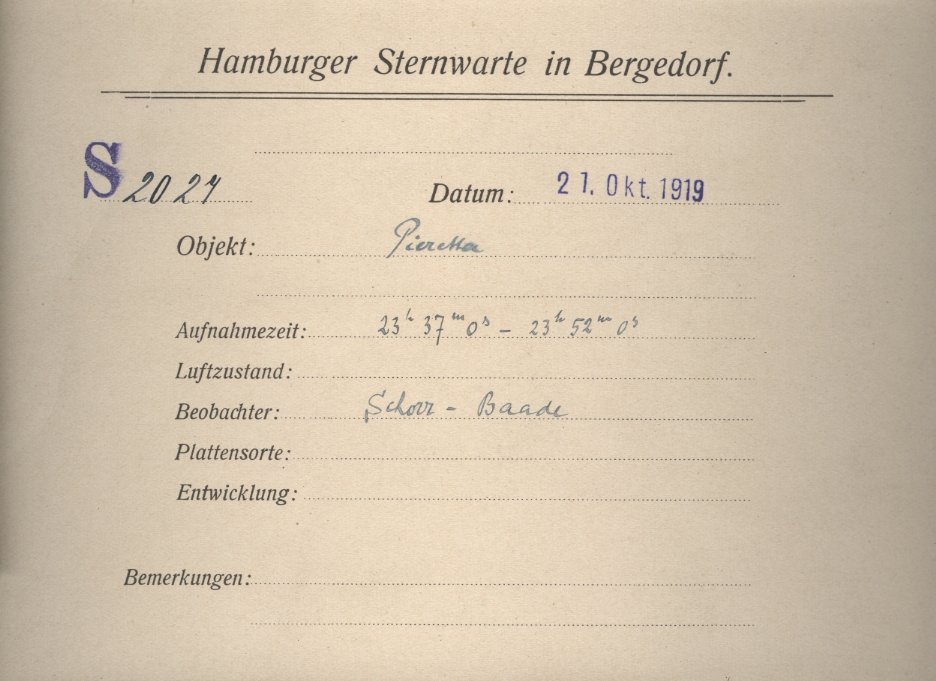 Hamburger Sternwarte in Bergedorf.
S 2027 Datum: 21. Okt. 1919
Objekt: Pieretta
Aufnahmezeit: 23h 37m 0s – 23h 52m 0s
Luftzustand:
Beobachter: Schorr - Baade
Plattensorte:
Entwicklung:
Bemerkungen: